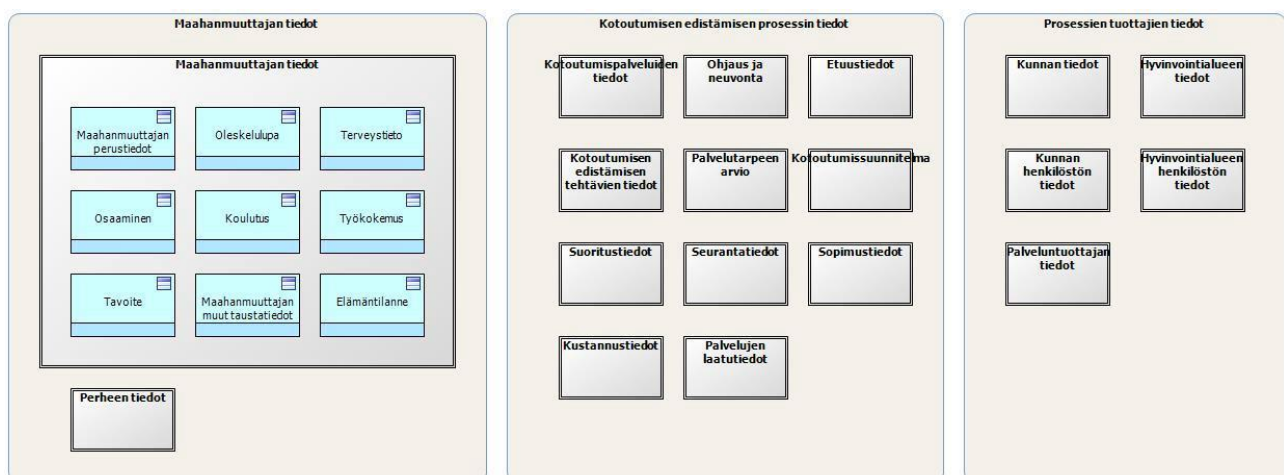 Maahanmuuttajan tiedot
Maahanmuuttajan tiedot
Maahanmuuttajan
perustiedot
Oleskelulupa
Terveystieto
Osaaminen
Koulutus
Työkokemus
Tavoite
Maahanmuuttajan
muut taustatiedot
Elämäntilanne
Perheen tiedot
Kotoutumisen edistämisen prosessin tiedot
Kotoutumispalveluiden
tiedot
Ohjaus ja
neuvonta
Etuustiedot
Kotoutumisen
edistämisen
tehtävien tiedot
Palvelutarpeen
arvio
Kotoutumissuunnitelma
Suoritustiedot
Seurantatiedot
Sopimustiedot
Kustannustiedot
Palvelujen
laatutiedot
Prosessien tuottajien tiedot
Kunnan tiedot
Hyvinvointialueen
tiedot
Kunnan
henkilöstön
tiedot
Hyvinvointialueen
henkilöstön
tiedot
Palveluntuottajan
tiedot